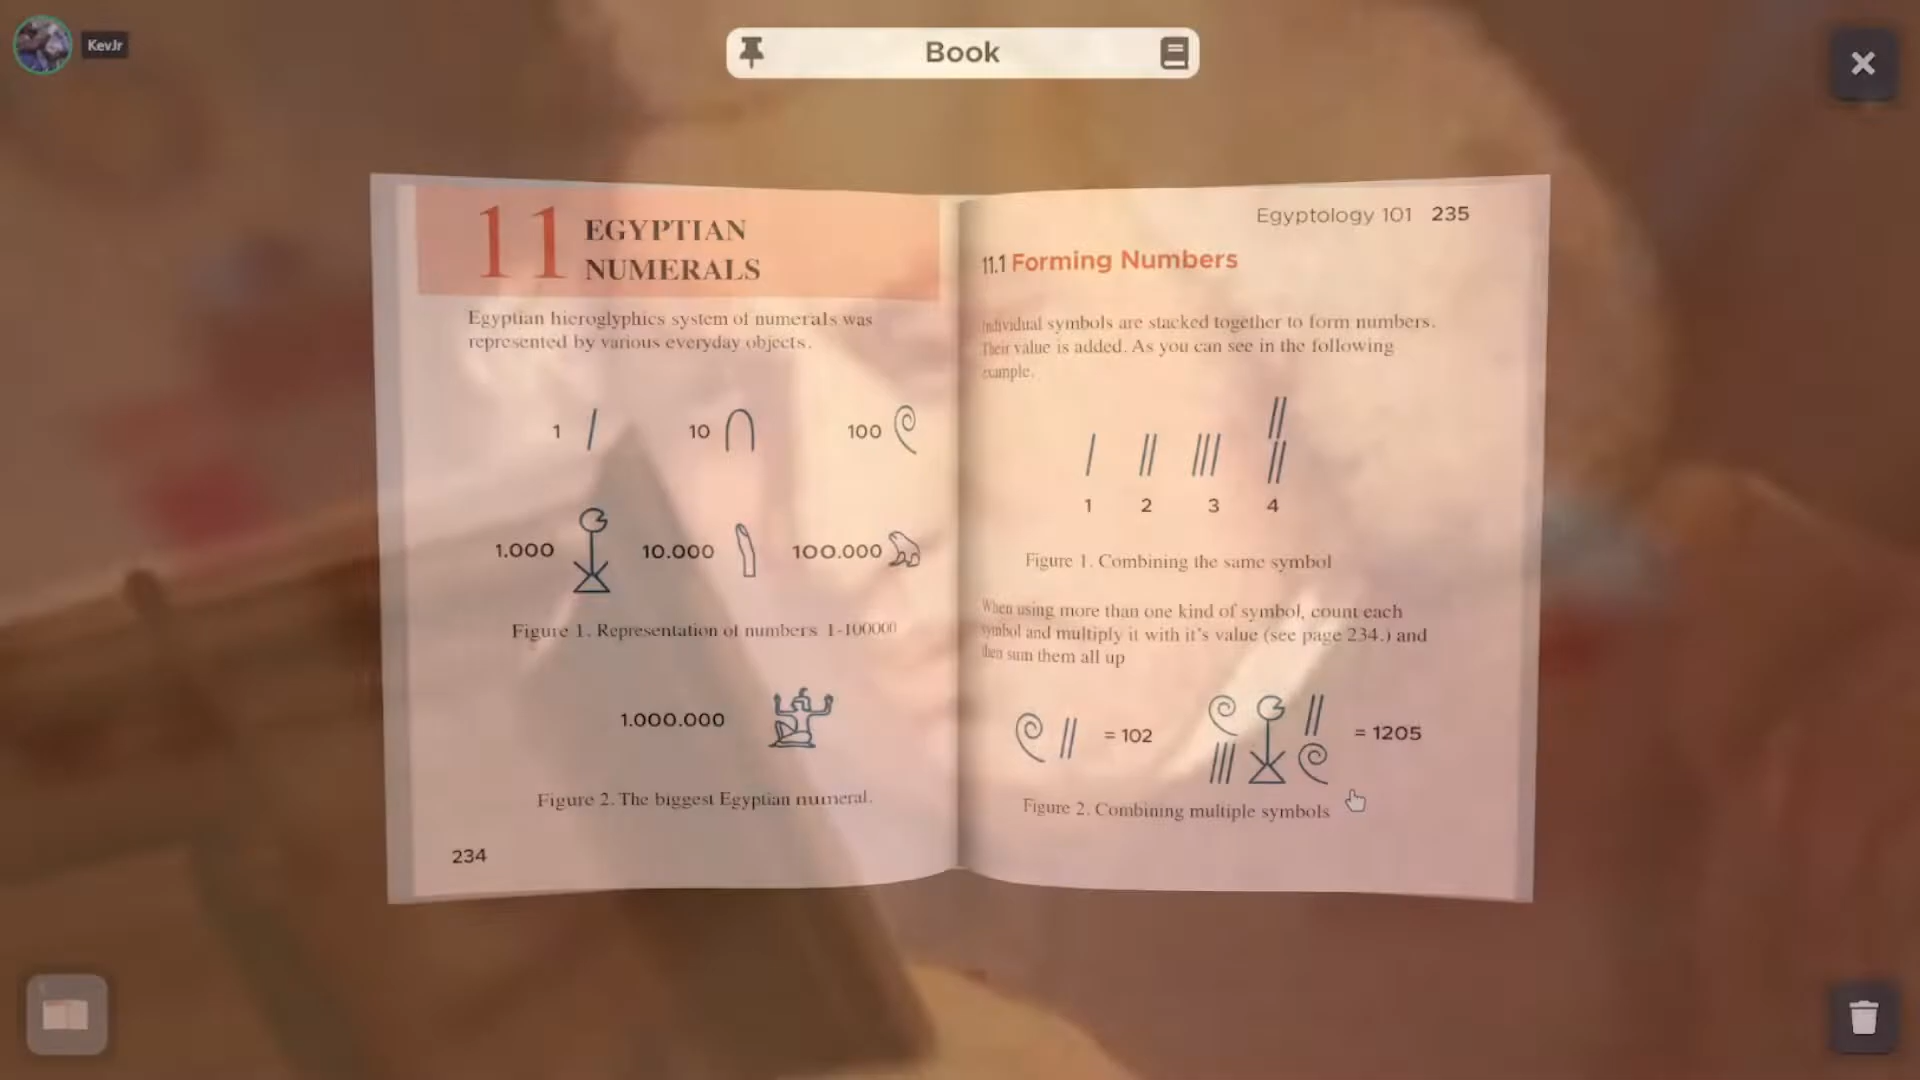 KevJr
Book
11 EGYPTIAN
NUMERALS
Egyptian hieroglyphics system of numerals was
represented by various everyday objects.
1
10
100
1.000
10.000
100.000
Figure 1. Representation of numbers 1-100000
1.000.000
Figure 2. The biggest Egyptian numeral.
234
Egyptology 101 235
11.1 Forming Numbers
Individual symbols are stacked together to form numbers.
Their value is added. As you can see in the following
example.
1 2 3 4
Figure 1. Combining the same symbol
When using more than one kind of symbol, count each
symbol and multiply it with it's value (see page 234.) and
then sum them all up
= 102
= 1205
Figure 2. Combining multiple symbols